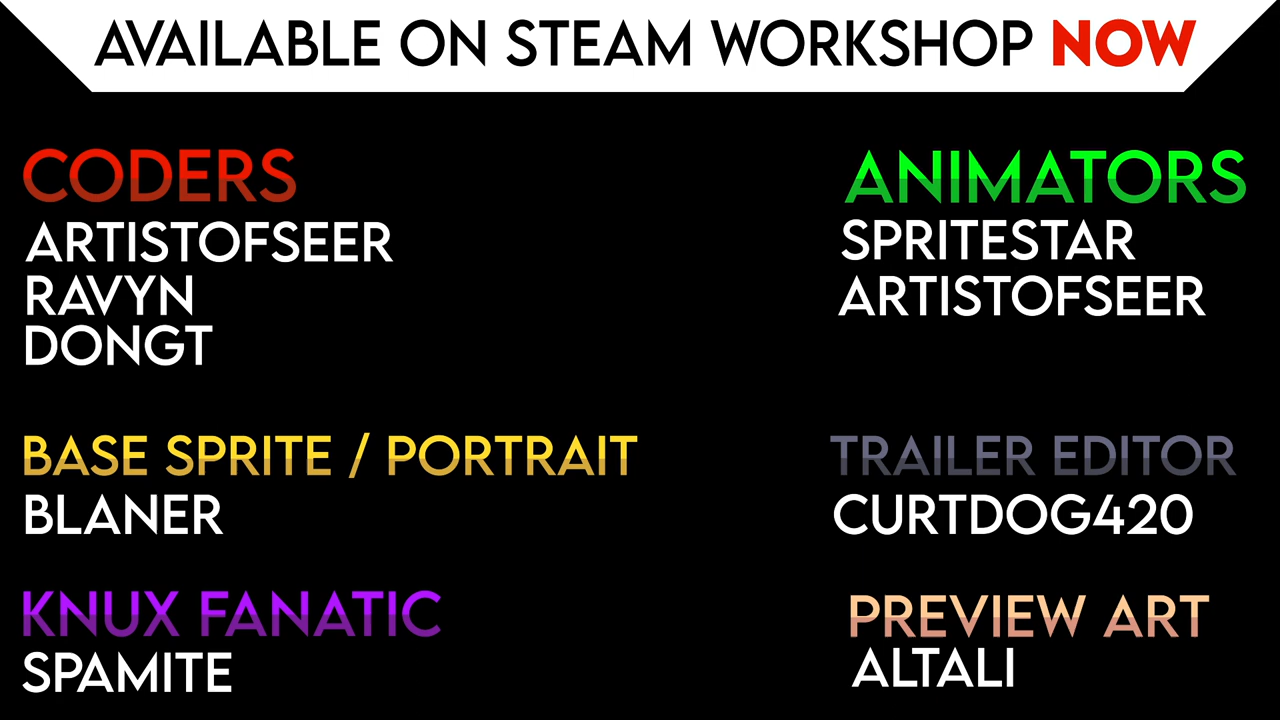 AVAILABLE ON STEAM WORKSHOP NOW
CODERS
ARTISTOFSEER
RAVYN
DONGT
ANIMATORS
SPRITESTAR
ARTISTOFSEER
BASE SPRITE / PORTRAIT
BLANER
TRAILER EDITOR
CURTDOG420
KNUX FANATIC
SPAMITE
PREVIEW ART
ALTALI